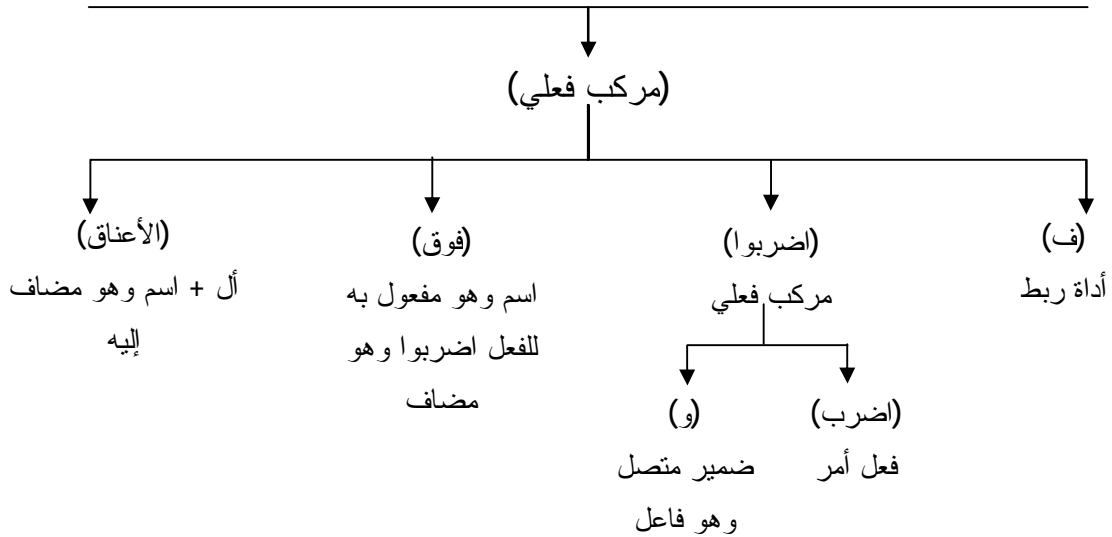 (مركب فعلي)
(ف)
أداة ربط
(اضربوا)
مركب فعلي
(اضرب)
فعل أمر
(و)
ضمير متصل
وهو فاعل
(فوق)
اسم وهو مفعول به
للفعل اضربوا وهو
مضاف
(الأعناق)
أل + اسم وهو مضاف
إليه